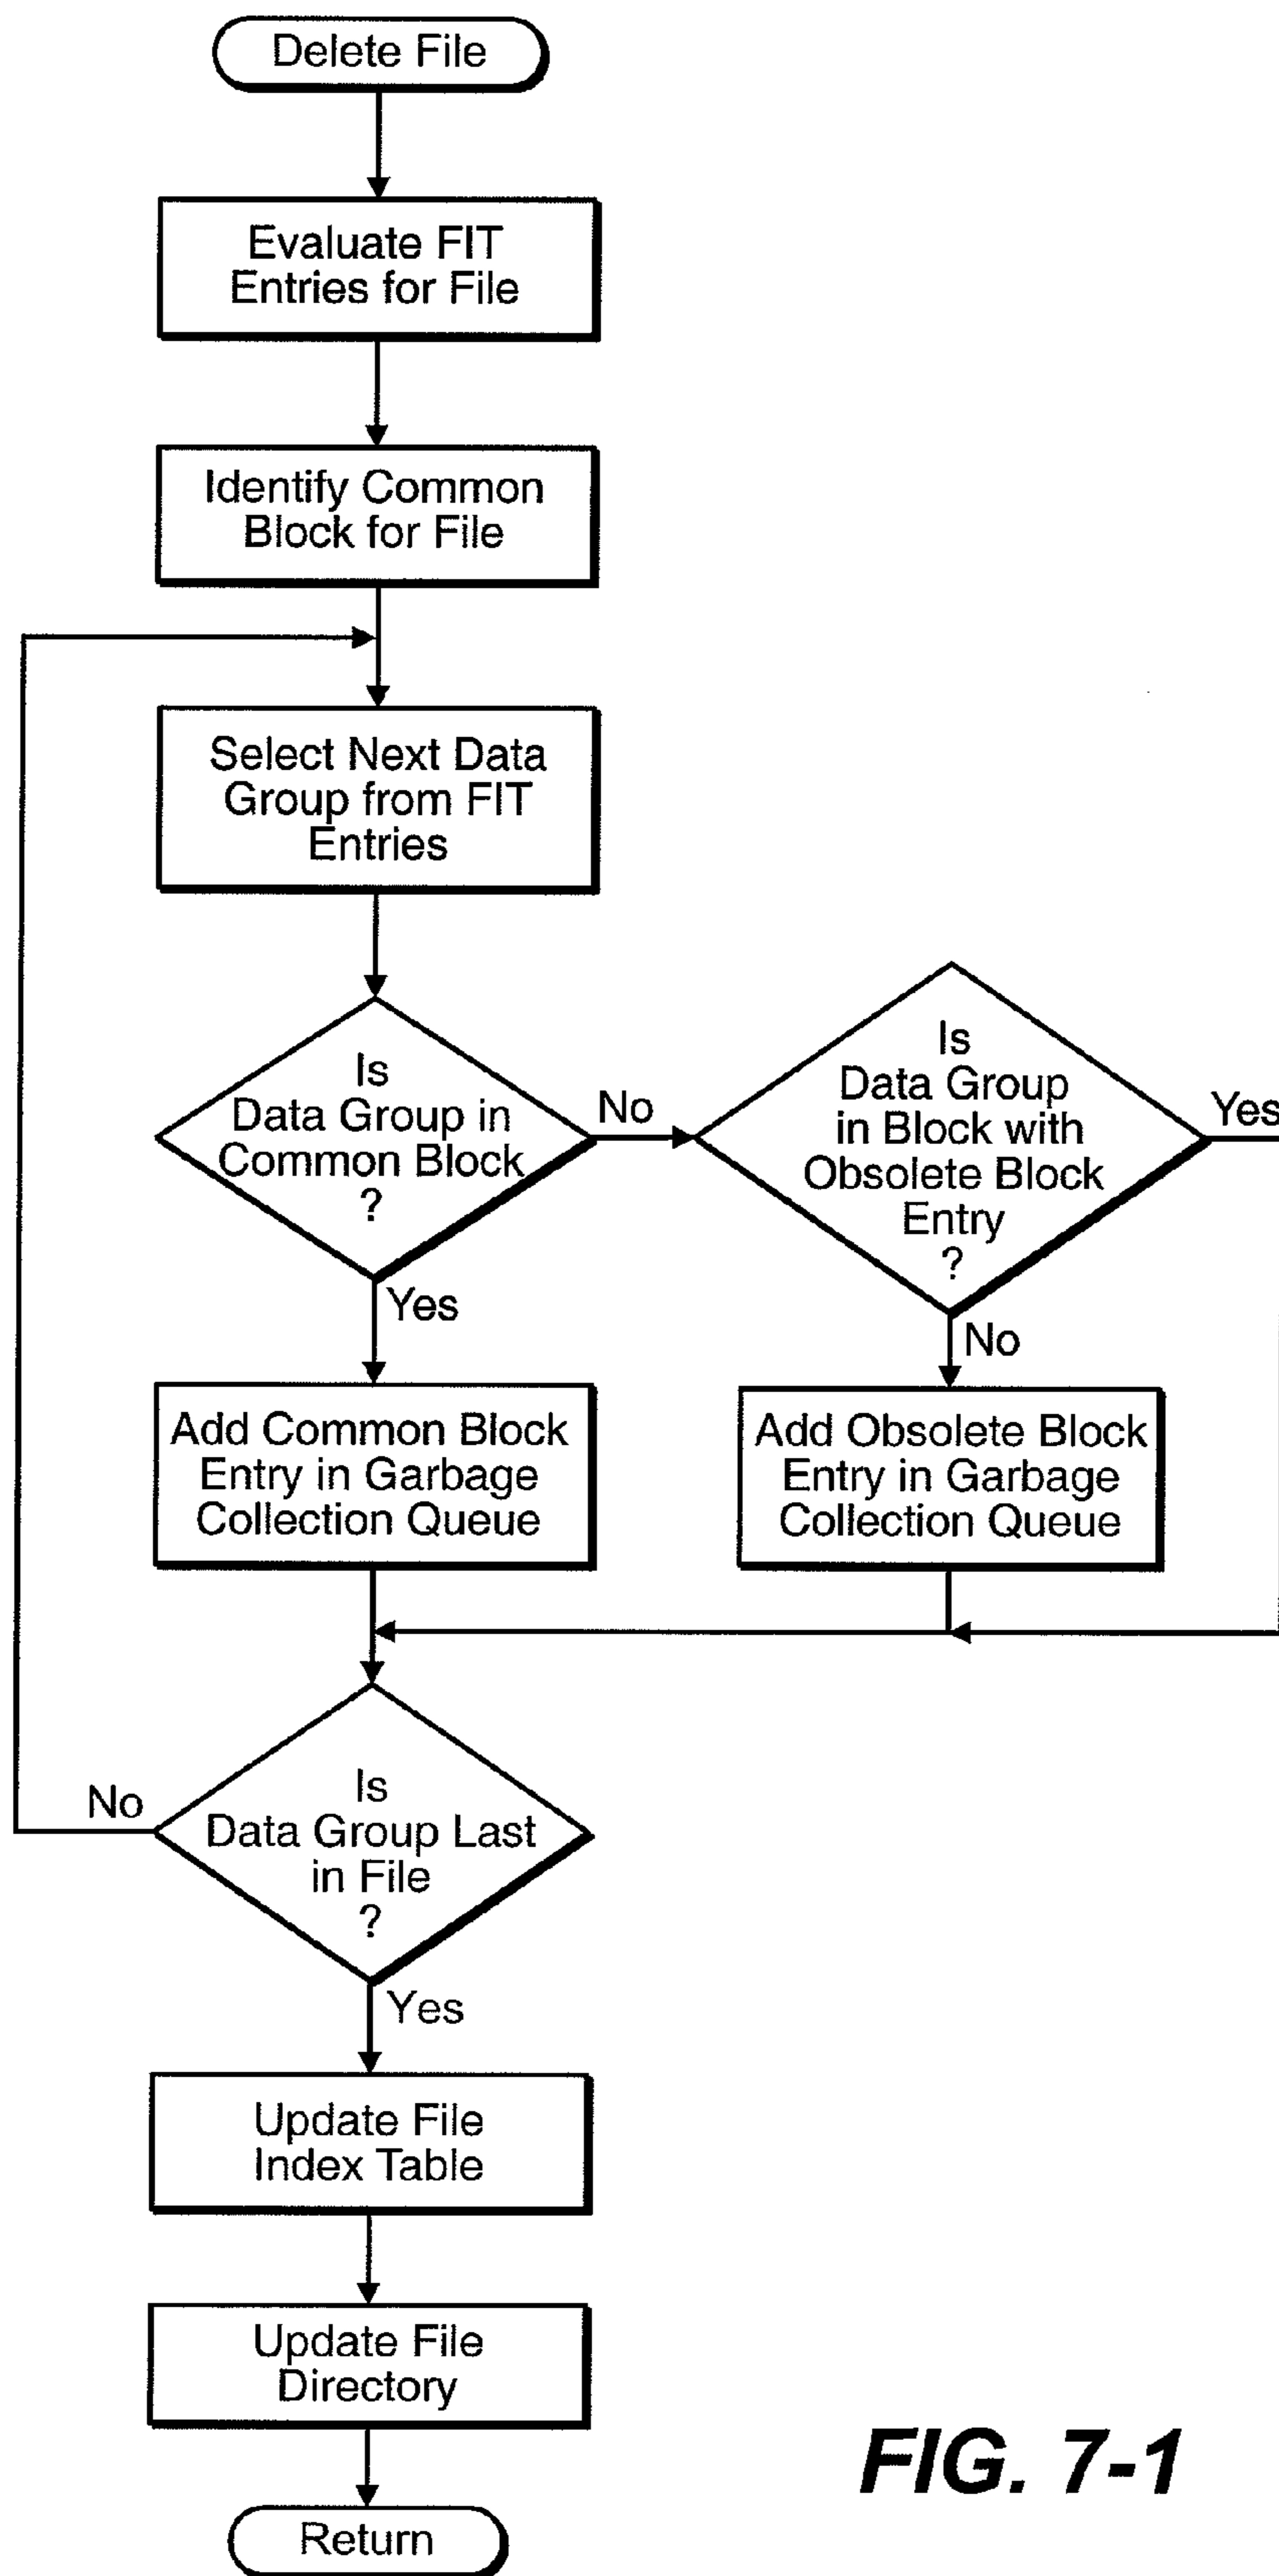 Delete File
Evaluate FIT
Entries for File
Identify Common
Block for File
Select Next Data
Group from FIT
Entries
Is
Data Group in
Common Block
?
No
Is
Data Group
in Block with
Obsolete Block
Entry
?
Yes
Yes
No
Add Common Block
Entry in Garbage
Collection Queue
Add Obsolete Block
Entry in Garbage
Collection Queue
Is
Data Group Last
in File
?
No
Yes
Update File
Index Table
Update File
Directory
Return
FIG. 7-1